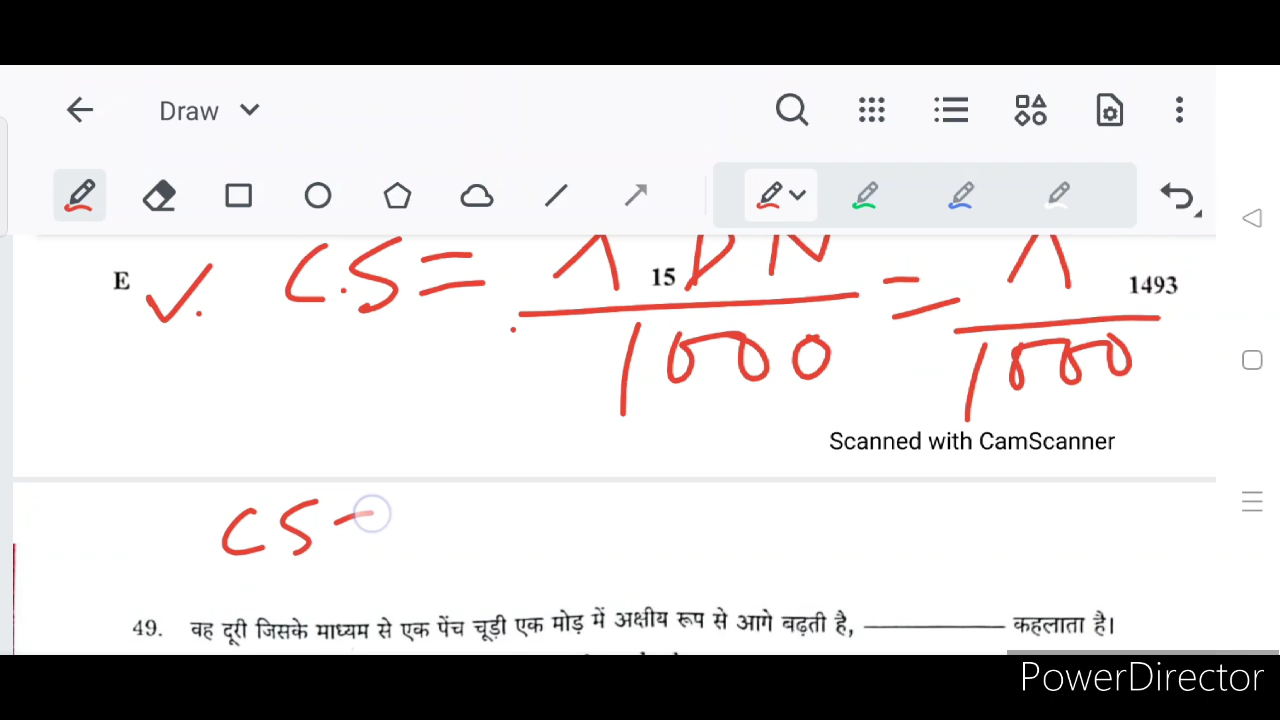 Draw
E
C.S = πDN / 1000 = π / 1000
15
1493
Scanned with CamScanner
CS -
49. वह दूरी जिसके माध्यम से एक पेंच चूड़ी एक मोड़ में अक्षीय रूप से आगे बढ़ती है, ____________ कहलाता है।
PowerDirector